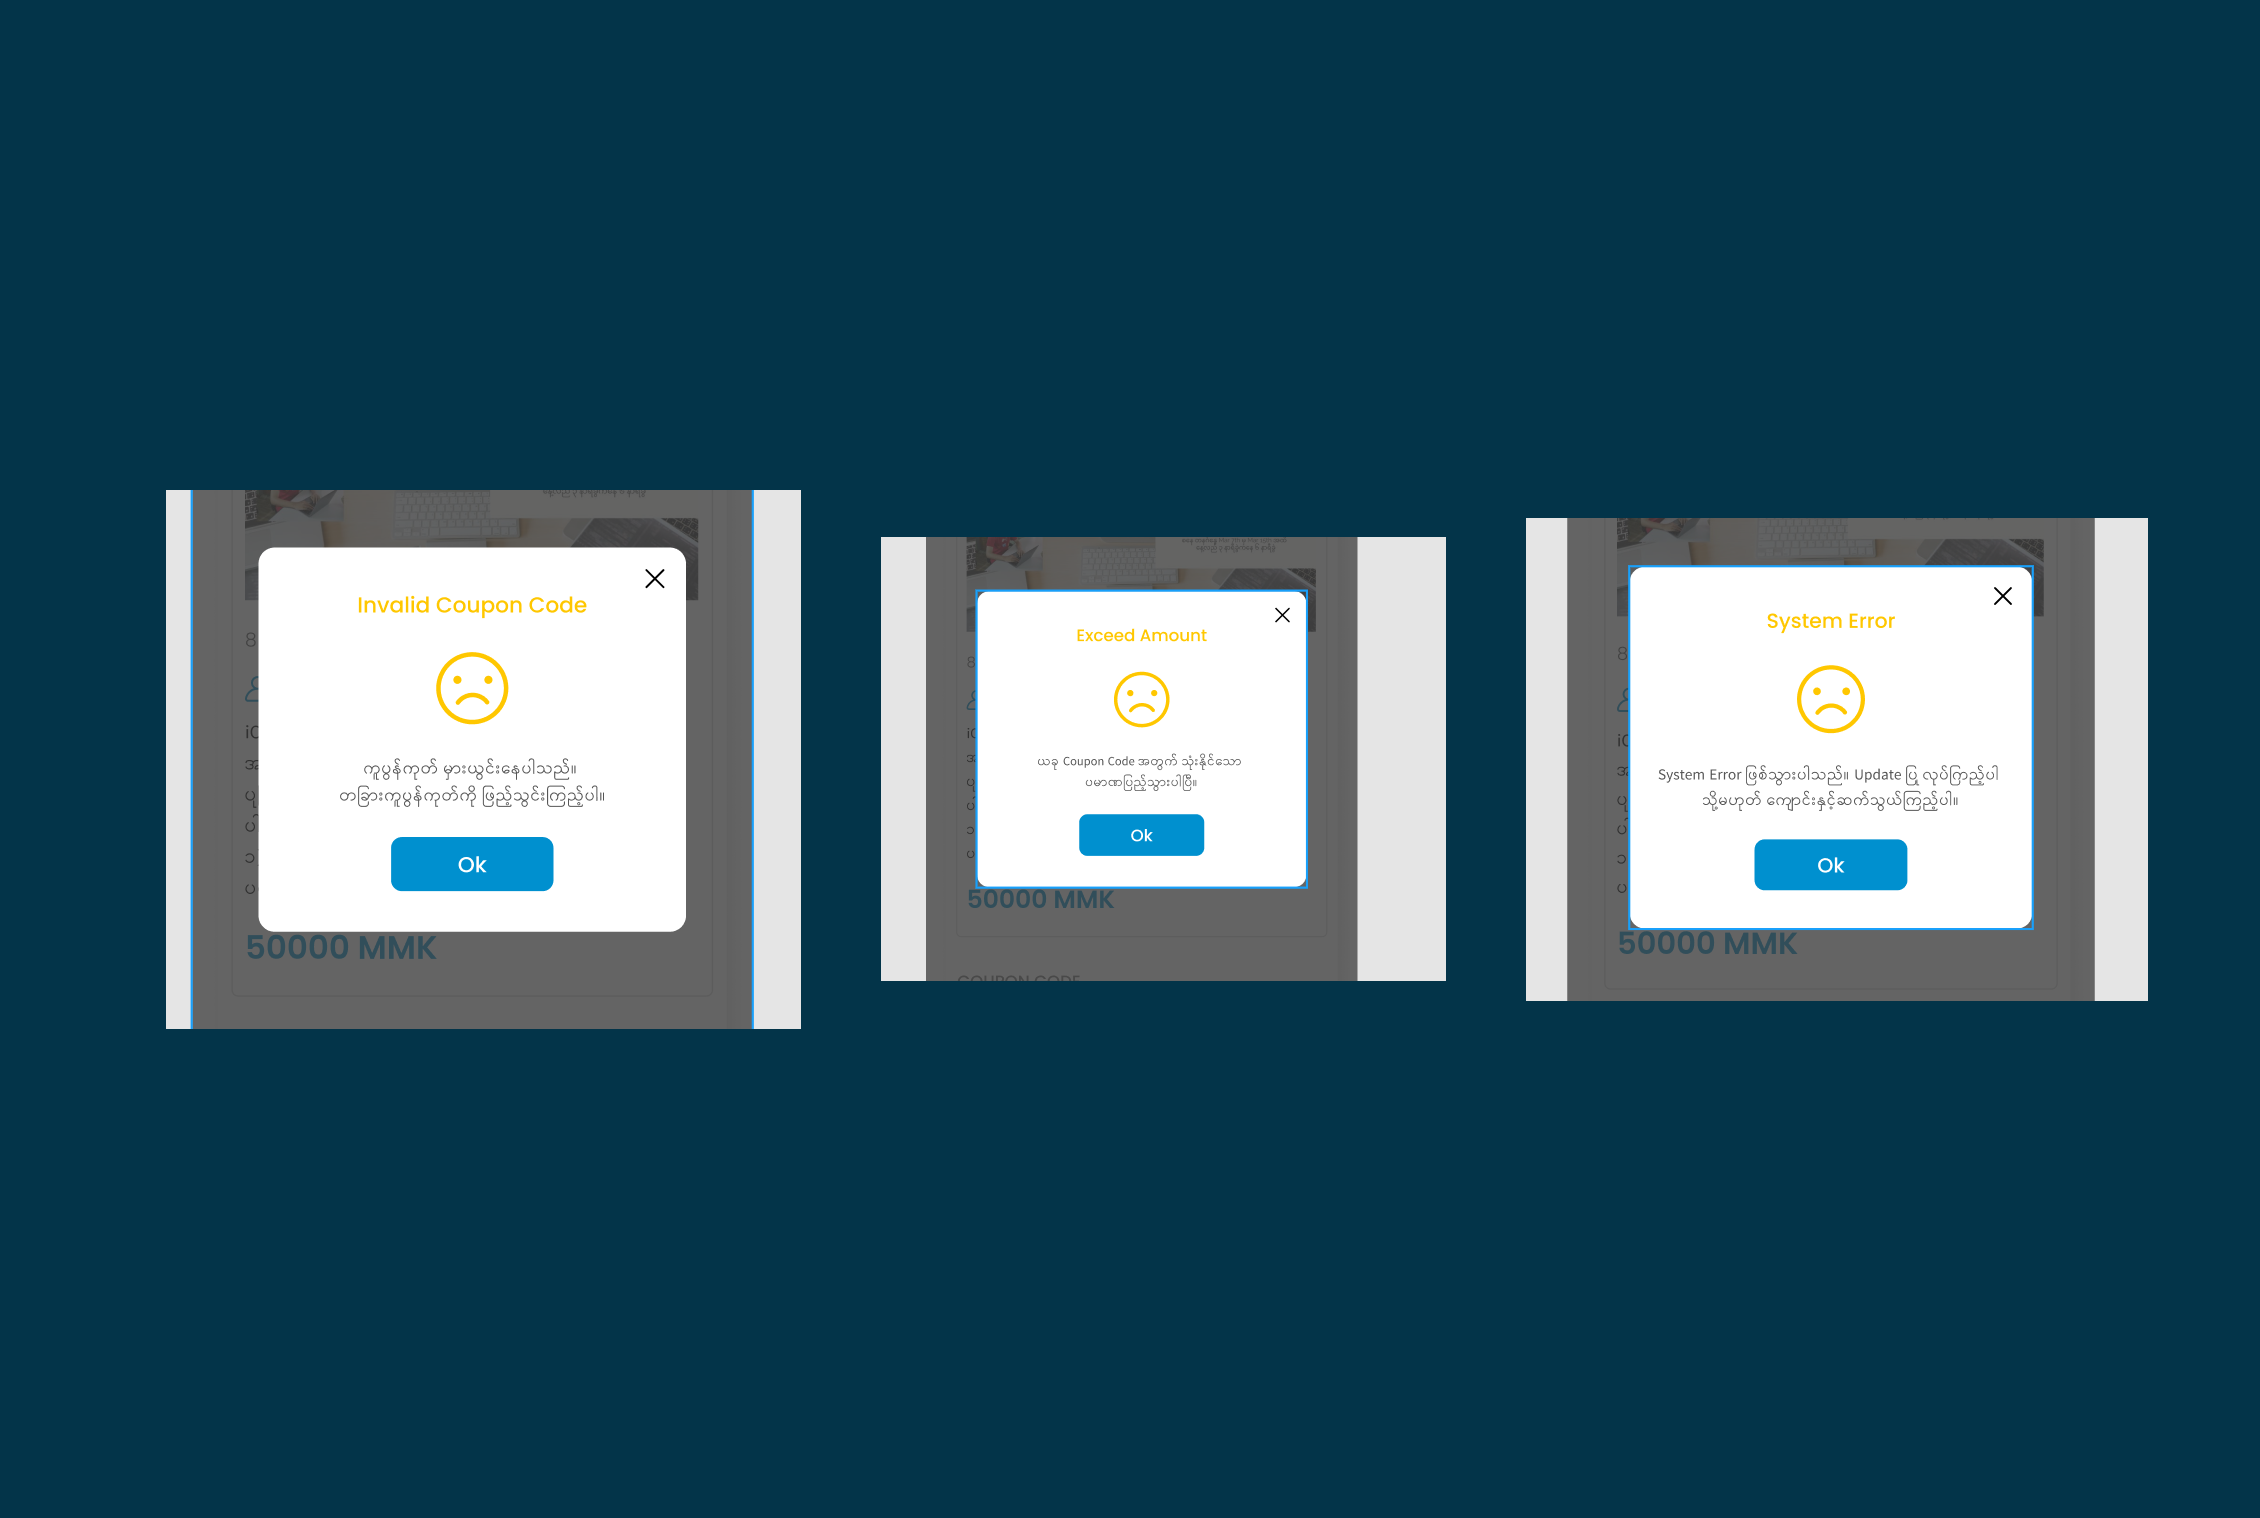 Invalid Coupon Code
ကူပွန်ကုတ် မှားယွင်းနေပါသည်။
တခြားကူပွန်ကုတ်ကို ဖြည့်သွင်းကြည့်ပါ။
Ok
50000 MMK
Exceed Amount
ယခု Coupon Code အတွက် သုံးနိုင်သော
ပမာဏပြည့်သွားပါပြီ။
Ok
50000 MMK
COUPON CODE
System Error
System Error ဖြစ်သွားပါသည်။ Update ပြု လုပ်ကြည့်ပါ
သို့မဟုတ် ကျောင်းနှင့်ဆက်သွယ်ကြည့်ပါ။
Ok
50000 MMK